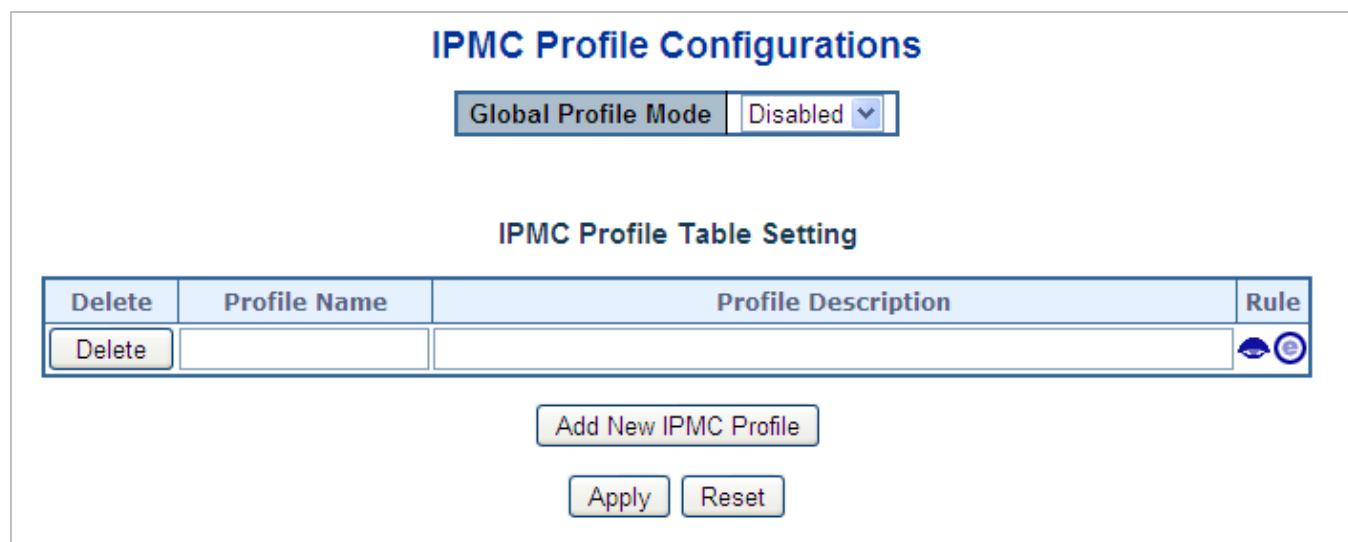 IPMC Profile Configurations
Global Profile Mode Disabled
IPMC Profile Table Setting
Delete Profile Name Profile Description Rule
Delete e
Add New IPMC Profile
Apply Reset